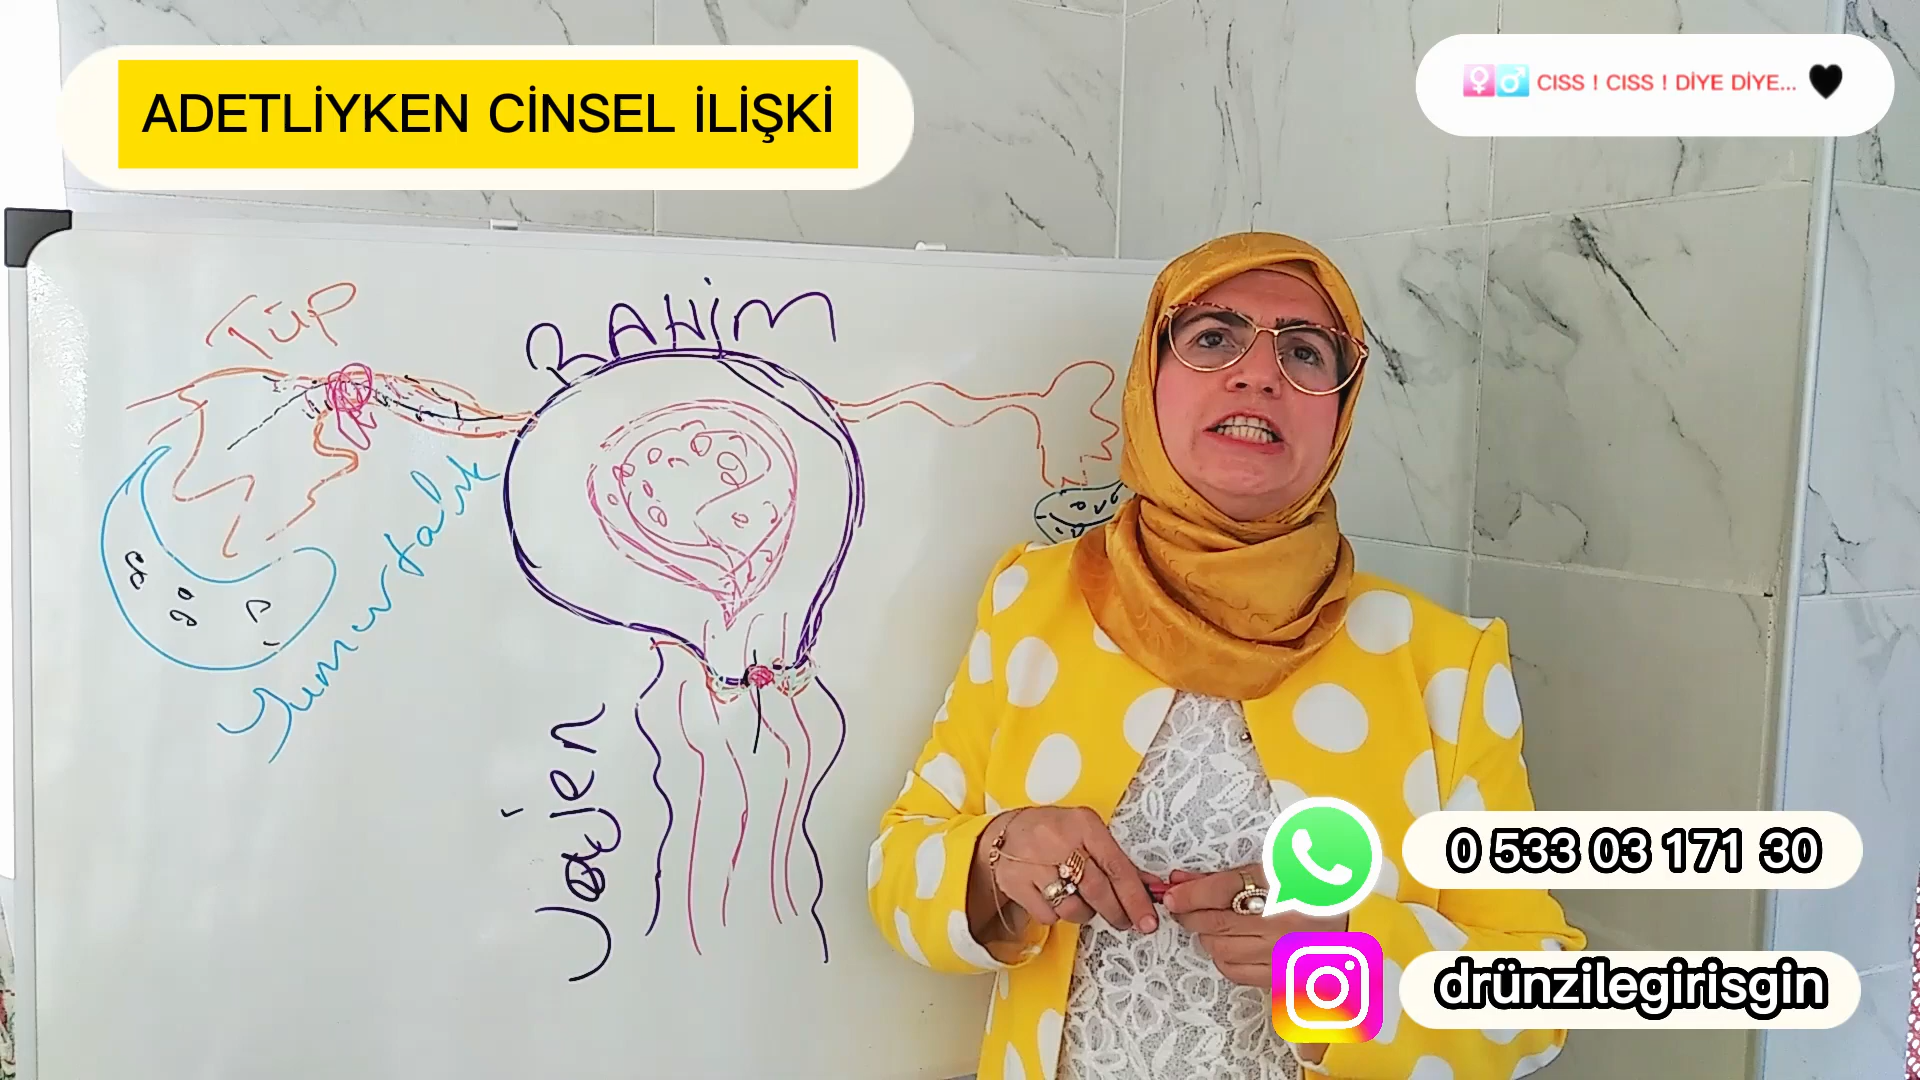 ADETLİYKEN CİNSEL İLİŞKİ
CISS ! CISS ! DİYE DİYE...
Tüp
RAHİM
Yumurtalık
Vajen
0 533 03 171 30
drünzilegirisgin